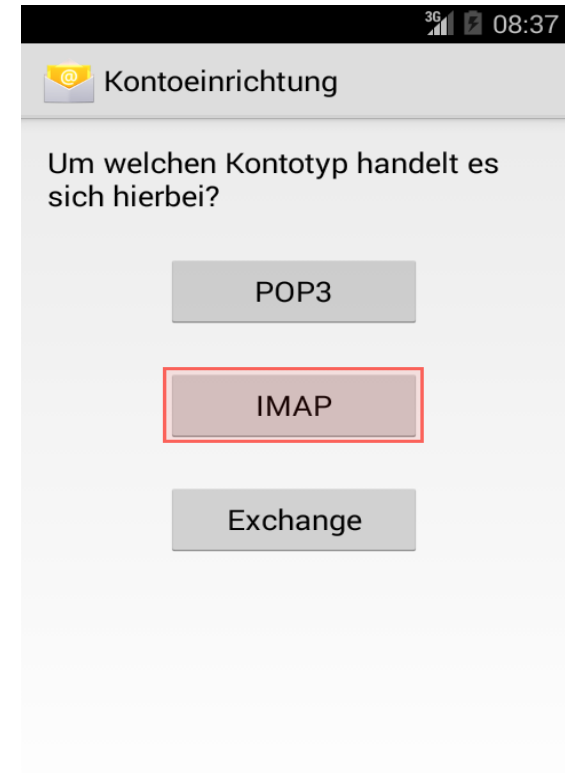 3G 08:37
@ Kontoeinrichtung
Um welchen Kontotyp handelt es
sich hierbei?
POP3
IMAP
Exchange